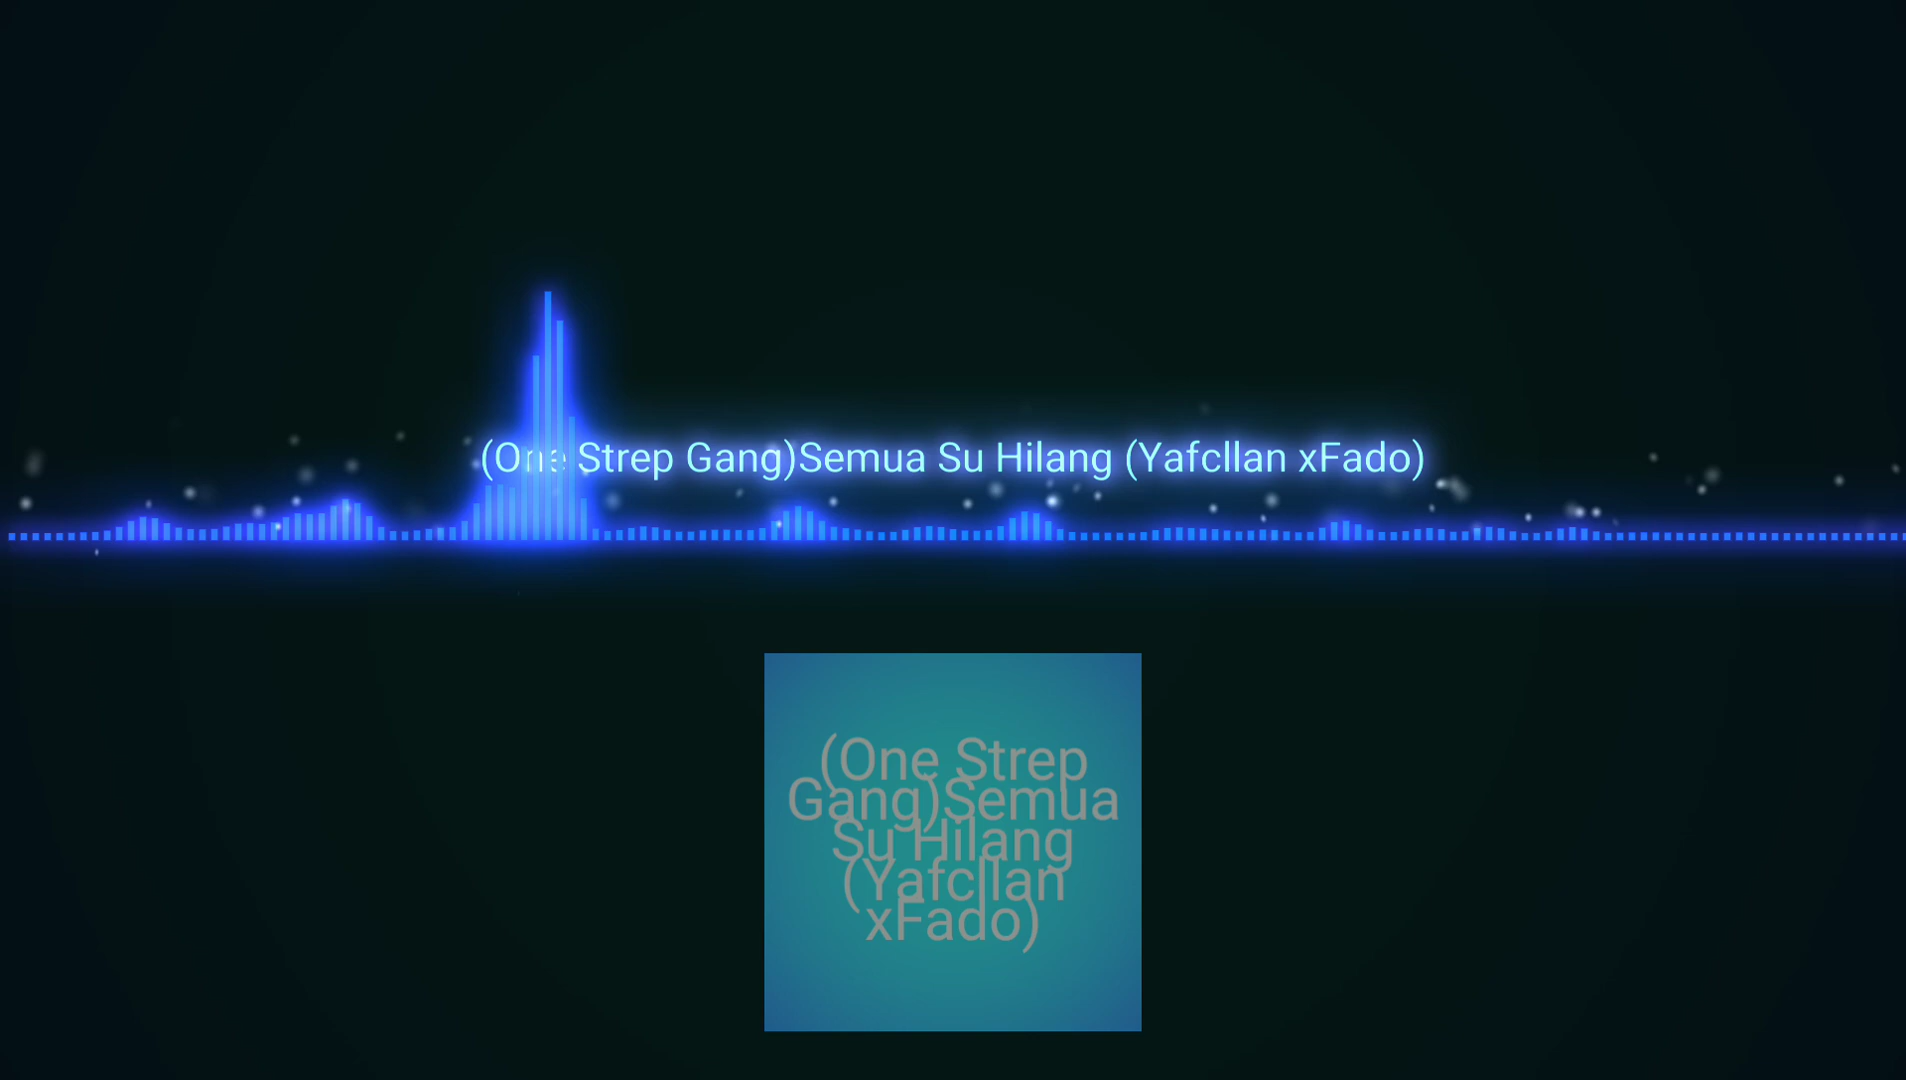 (One Strep Gang)Semua Su Hilang (Yafcllan xFado)
(One Strep
Gang)Semua
Su Hilang
(Yafcllan
xFado)